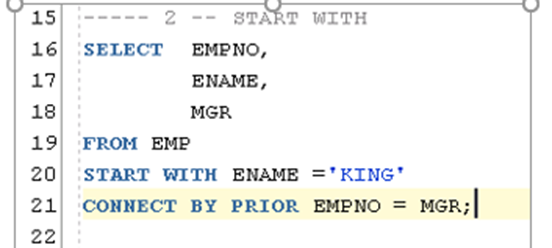 15 ----- 2 -- START WITH
16 SELECT EMPNO,
17 ENAME,
18 MGR
19 FROM EMP
20 START WITH ENAME ='KING'
21 CONNECT BY PRIOR EMPNO = MGR;
22